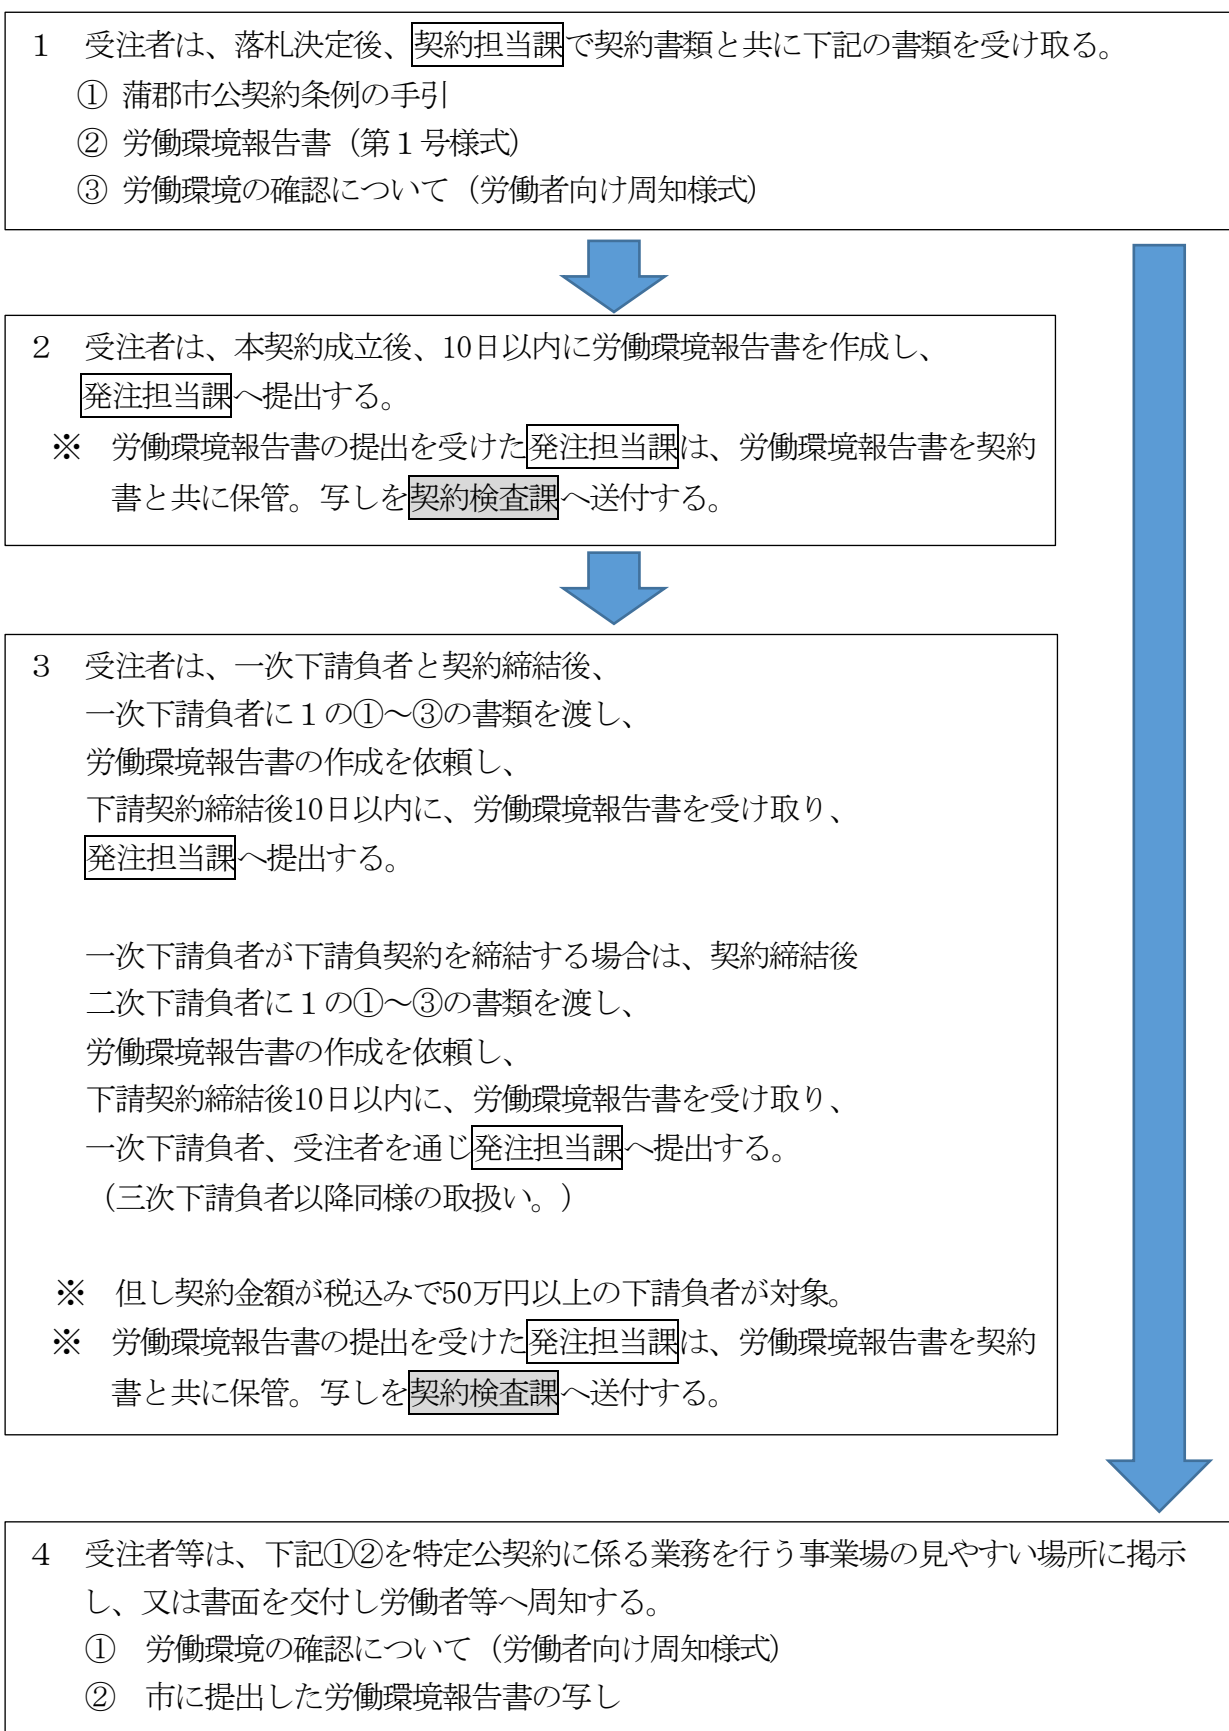 １　受注者は、落札決定後、契約担当課で契約書類と共に下記の書類を受け取る。
① 蒲郡市公契約条例の手引
② 労働環境報告書（第１号様式）
③ 労働環境の確認について（労働者向け周知様式）
２　受注者は、本契約成立後、10日以内に労働環境報告書を作成し、
発注担当課へ提出する。
※　労働環境報告書の提出を受けた発注担当課は、労働環境報告書を契約
書と共に保管。写しを契約検査課へ送付する。
３　受注者は、一次下請負者と契約締結後、
一次下請負者に１の①～③の書類を渡し、
労働環境報告書の作成を依頼し、
下請契約締結後10日以内に、労働環境報告書を受け取り、
発注担当課へ提出する。
一次下請負者が下請負契約を締結する場合は、契約締結後
二次下請負者に１の①～③の書類を渡し、
労働環境報告書の作成を依頼し、
下請契約締結後10日以内に、労働環境報告書を受け取り、
一次下請負者、受注者を通じ発注担当課へ提出する。
（三次下請負者以降同様の取扱い。）
※　但し契約金額が税込みで50万円以上の下請負者が対象。
※　労働環境報告書の提出を受けた発注担当課は、労働環境報告書を契約
書と共に保管。写しを契約検査課へ送付する。
４　受注者等は、下記①②を特定公契約に係る業務を行う事業場の見やすい場所に掲示
し、又は書面を交付し労働者等へ周知する。
①　労働環境の確認について（労働者向け周知様式）
②　市に提出した労働環境報告書の写し